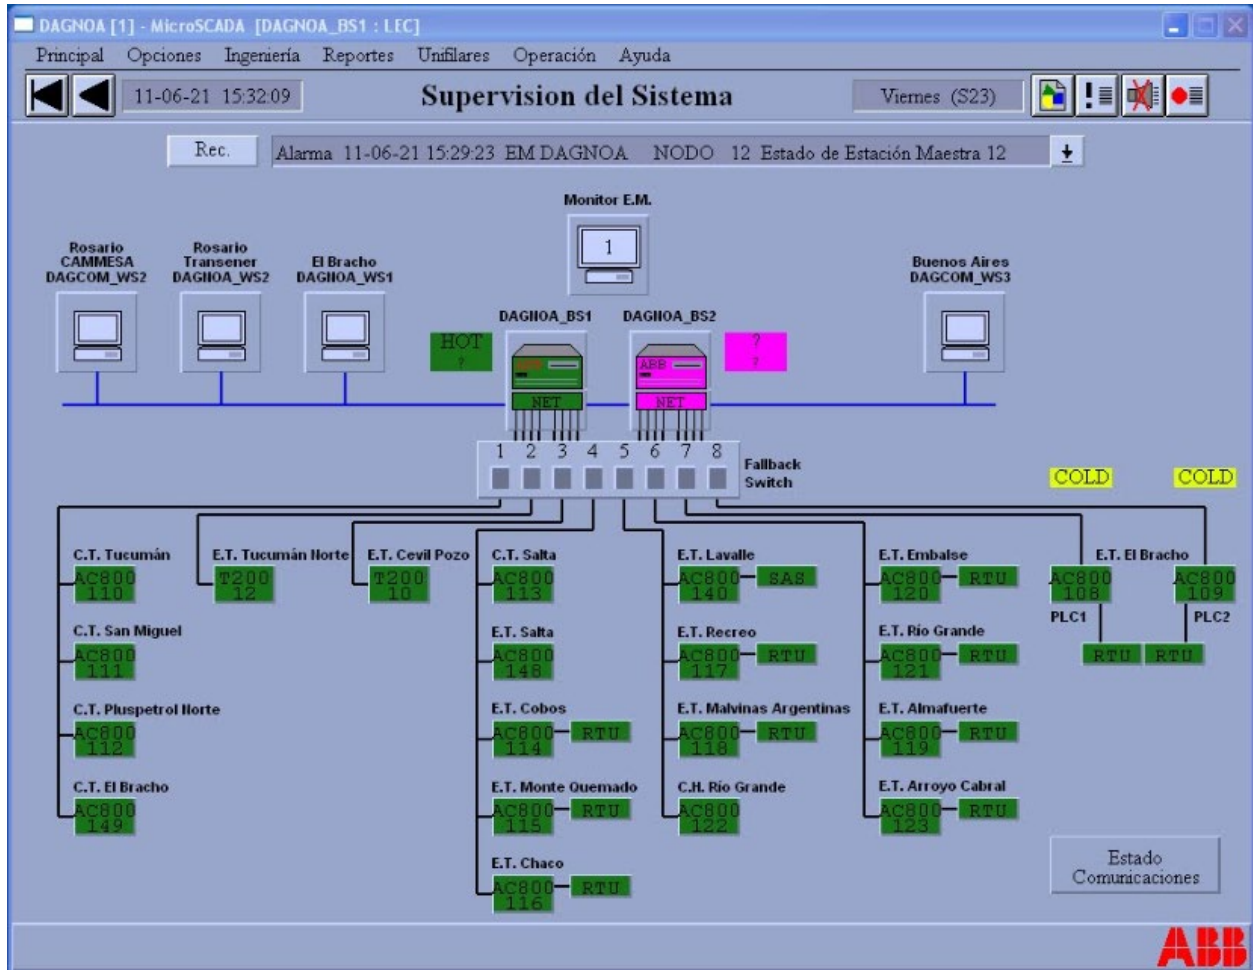 DAGNOA [1] - MicroSCADA [DAGNOA_BS1 : LEC]
Principal Opciones Ingeniería Reportes Unifilares Operación Ayuda
11-06-21 15:32:09 Supervision del Sistema Viernes (S23)
Rec. Alarma 11-06-21 15:29:23 EM DAGNOA NODO 12 Estado de Estación Maestra 12
Monitor E.M.
1
Rosario
CAMMESA
DAGCOM_WS2
Rosario
Transener
DAGNOA_WS2
El Bracho
DAGNOA_WS1
Buenos Aires
DAGCOM_WS3
DAGNOA_BS1 DAGNOA_BS2
HOT
?
?
?
ABB ABB
NET NET
1 2 3 4 5 6 7 8
Fallback
Switch
COLD COLD
C.T. Tucumán
AC800
110
C.T. San Miguel
AC800
111
C.T. Pluspetrol Norte
AC800
112
C.T. El Bracho
AC800
149
E.T. Tucumán Norte
T200
12
E.T. Cevil Pozo
T200
10
C.T. Salta
AC800
113
E.T. Salta
AC800
148
E.T. Cobos
AC800 RTU
114
E.T. Monte Quemado
AC800 RTU
115
E.T. Chaco
AC800 RTU
116
E.T. Lavalle
AC800 SAS
140
E.T. Recreo
AC800 RTU
117
E.T. Malvinas Argentinas
AC800 RTU
118
C.H. Río Grande
AC800
122
E.T. Embalse
AC800 RTU
120
E.T. Río Grande
AC800 RTU
121
E.T. Almafuerte
AC800 RTU
119
E.T. Arroyo Cabral
AC800 RTU
123
E.T. El Bracho
AC800 AC800
108 109
PLC1 PLC2
RTU RTU
Estado
Comunicaciones
ABB